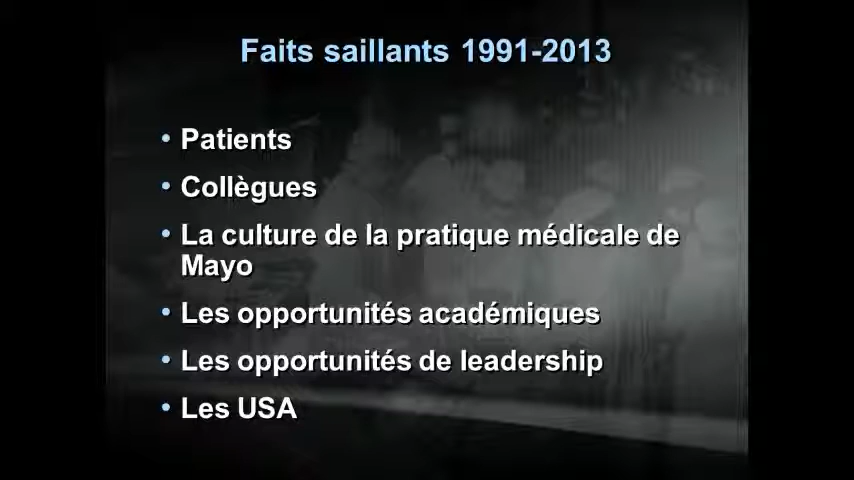 Faits saillants 1991-2013
• Patients
• Collègues
• La culture de la pratique médicale de
Mayo
• Les opportunités académiques
• Les opportunités de leadership
• Les USA